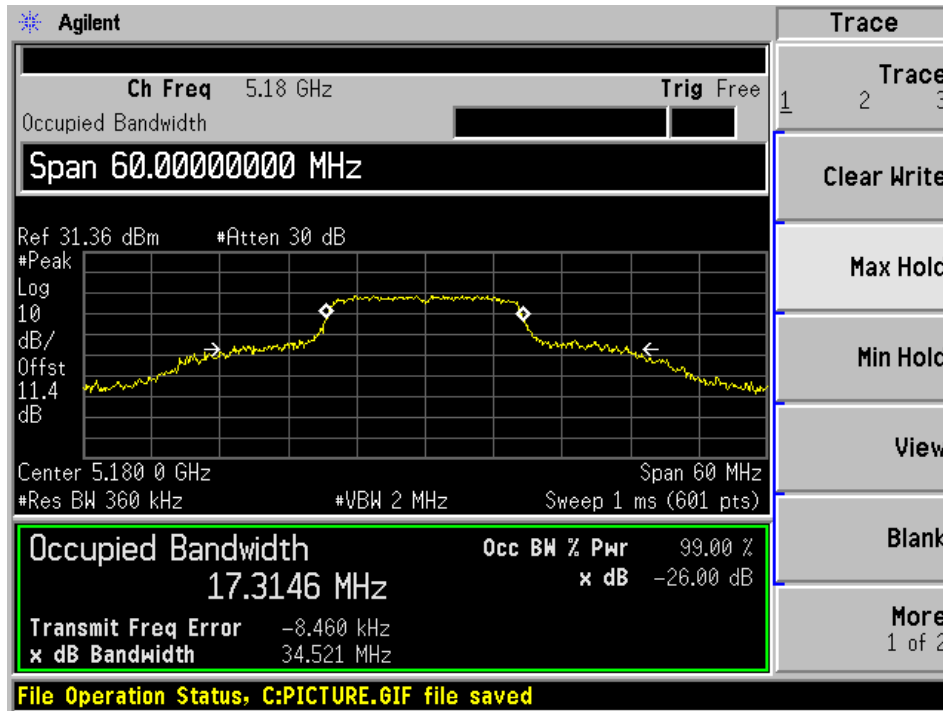 Agilent
Trace
Ch Freq 5.18 GHz
Trig Free
Occupied Bandwidth
Span 60.00000000 MHz
Ref 31.36 dBm #Atten 30 dB
#Peak
Log
10
dB/
Offst
11.4
dB
Center 5.180 0 GHz
Span 60 MHz
#Res BW 360 kHz
#VBW 2 MHz
Sweep 1 ms (601 pts)
Occupied Bandwidth
17.3146 MHz
Occ BW % Pwr 99.00 %
x dB -26.00 dB
Transmit Freq Error -8.460 kHz
x dB Bandwidth 34.521 MHz
File Operation Status, C:PICTURE.GIF file saved
Trace
1 2 3
Clear Write
Max Hold
Min Hold
View
Blank
More
1 of 2